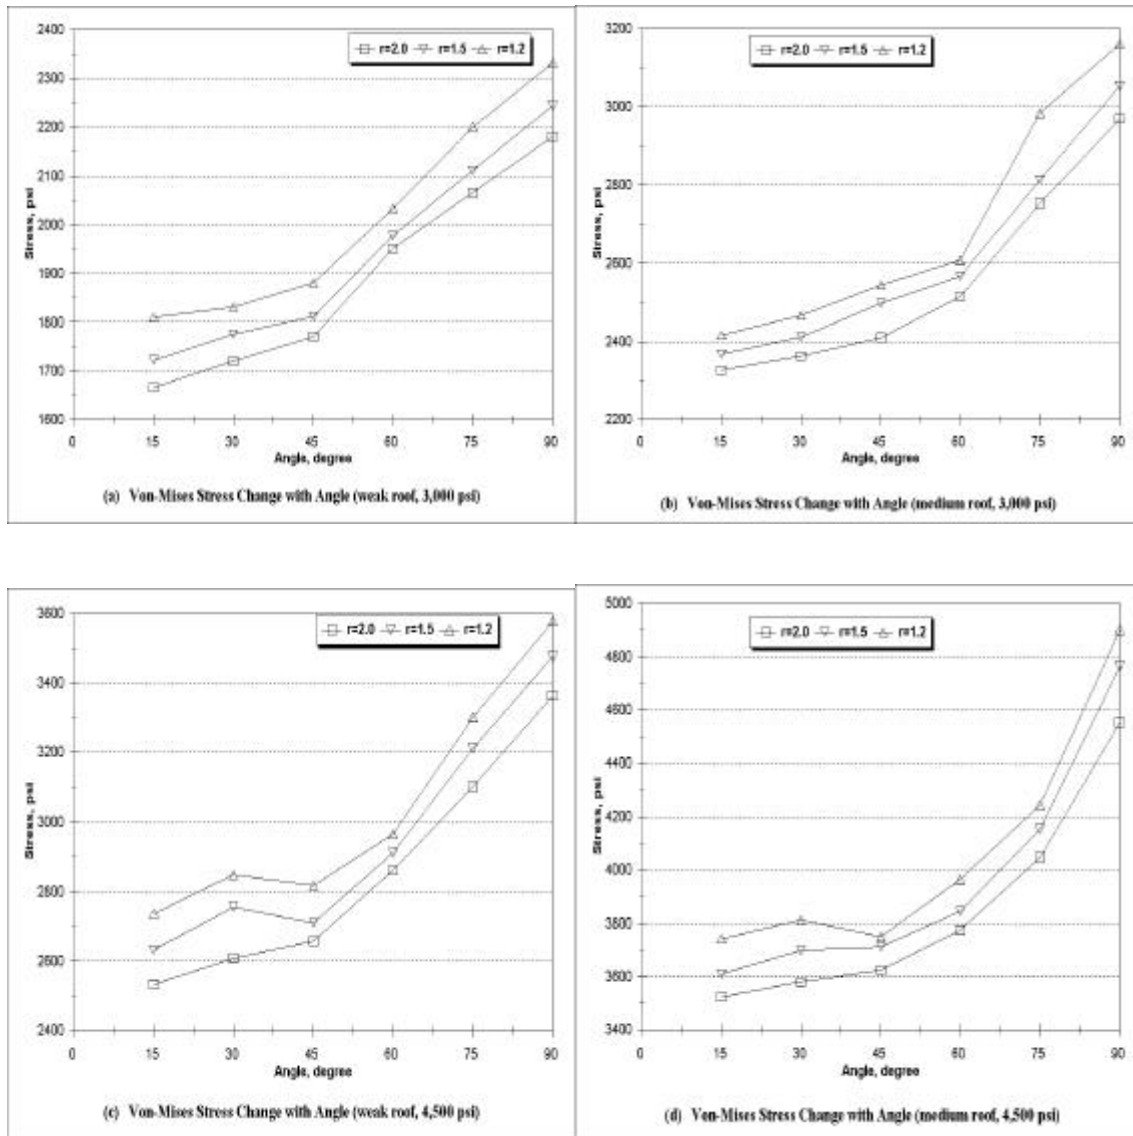 2400
2300
2200
2100
2000
1900
1800
1700
1600
Stress, psi
r=2.0 r=1.5 r=1.2
0 15 30 45 60 75 90
Angle, degree
(a) Von-Mises Stress Change with Angle (weak roof, 3,000 psi)
3200
3000
2800
2600
2400
2200
Stress, psi
r=2.0 r=1.5 r=1.2
0 15 30 45 60 75 90
Angle, degree
(b) Von-Mises Stress Change with Angle (medium roof, 3,000 psi)
3600
3400
3200
3000
2800
2600
2400
Stress, psi
r=2.0 r=1.5 r=1.2
0 15 30 45 60 75 90
Angle, degree
(c) Von-Mises Stress Change with Angle (weak roof, 4,500 psi)
5000
4800
4600
4400
4200
4000
3800
3600
3400
Stress, psi
r=2.0 r=1.5 r=1.2
0 15 30 45 60 75 90
Angle, degree
(d) Von-Mises Stress Change with Angle (medium roof, 4,500 psi)